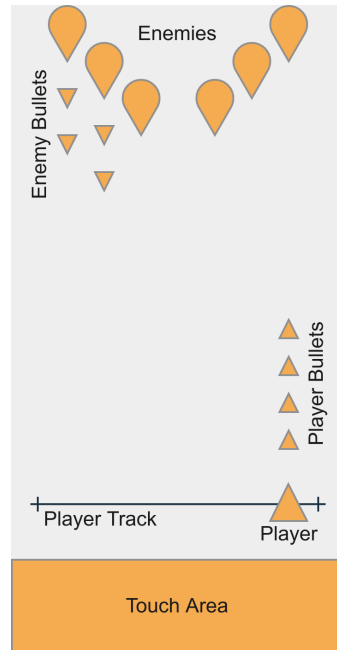 Enemies
Enemy Bullets
Player Bullets
Player Track
Player
Touch Area